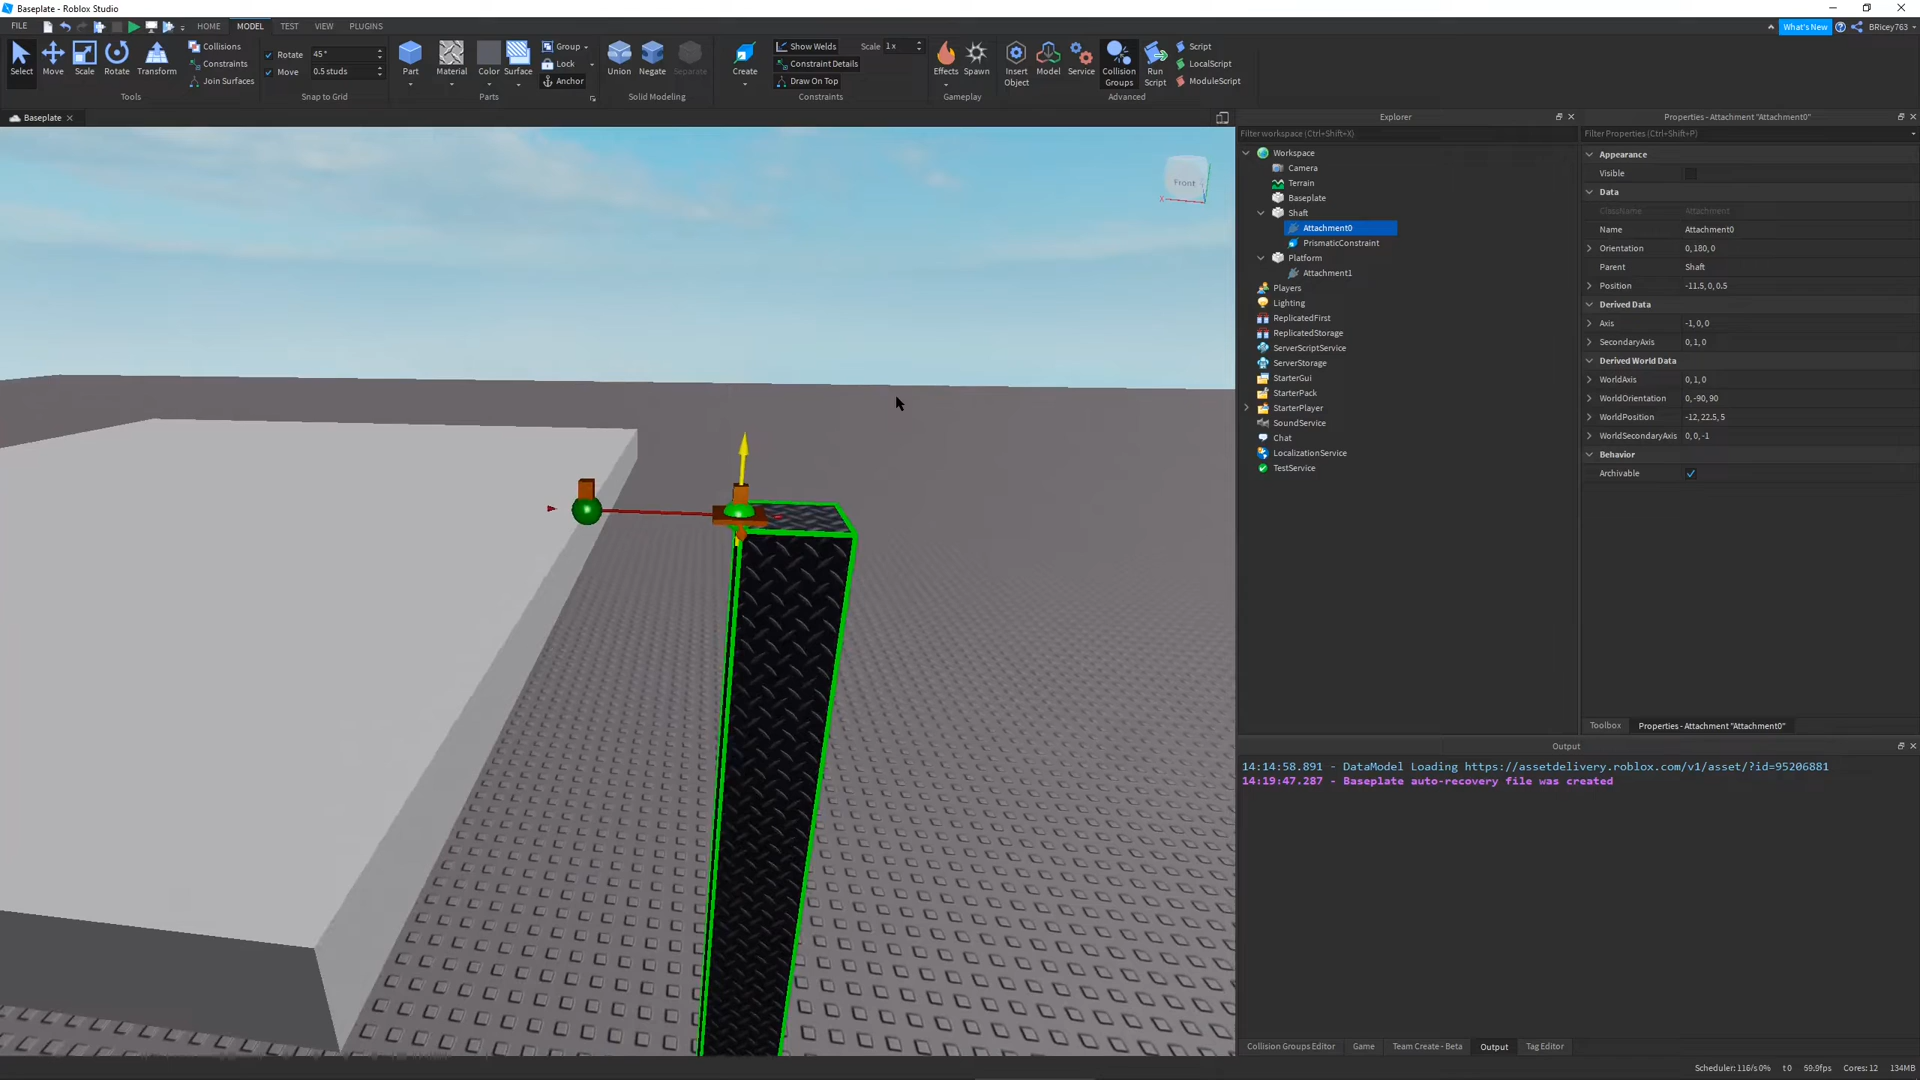 Baseplate - Roblox Studio
FILE HOME MODEL TEST VIEW PLUGINS What's New BRicey763
Select Move Scale Rotate Transform
Collisions
Constraints
Join Surfaces
Tools
Rotate 45°
Move 0.5 studs
Snap to Grid
Part Material Color Surface
Group
Lock
Anchor
Parts
Union Negate Separate
Solid Modeling
Create
Show Welds Scale 1 x
Constraint Details
Draw On Top
Constraints
Effects Spawn
Gameplay
Insert Object Model Service Collision Groups Run Script
Script
LocalScript
ModuleScript
Advanced
Baseplate
Front
X
Explorer
Filter workspace (Ctrl+Shift+X)
Workspace
Camera
Terrain
Baseplate
Shaft
Attachment0
PrismaticConstraint
Platform
Attachment1
Players
Lighting
ReplicatedFirst
ReplicatedStorage
ServerScriptService
ServerStorage
StarterGui
StarterPack
StarterPlayer
SoundService
Chat
LocalizationService
TestService
Properties - Attachment "Attachment0"
Filter Properties (Ctrl+Shift+P)
Appearance
Visible
Data
ClassName Attachment
Name Attachment0
Orientation 0, 180, 0
Parent Shaft
Position -11.5, 0, 0.5
Derived Data
Axis -1, 0, 0
SecondaryAxis 0, 1, 0
Derived World Data
WorldAxis 0, 1, 0
WorldOrientation 0, -90, 90
WorldPosition -12, 22.5, 5
WorldSecondaryAxis 0, 0, -1
Behavior
Archivable
Toolbox Properties - Attachment "Attachment0"
Output
14:14:58.891 - DataModel Loading https://assetdelivery.roblox.com/v1/asset/?id=95206881
14:19:47.287 - Baseplate auto-recovery file was created
Collision Groups Editor Game Team Create - Beta Output Tag Editor
Scheduler: 116/s 0% t 0 59.9fps Cores: 12 134MB